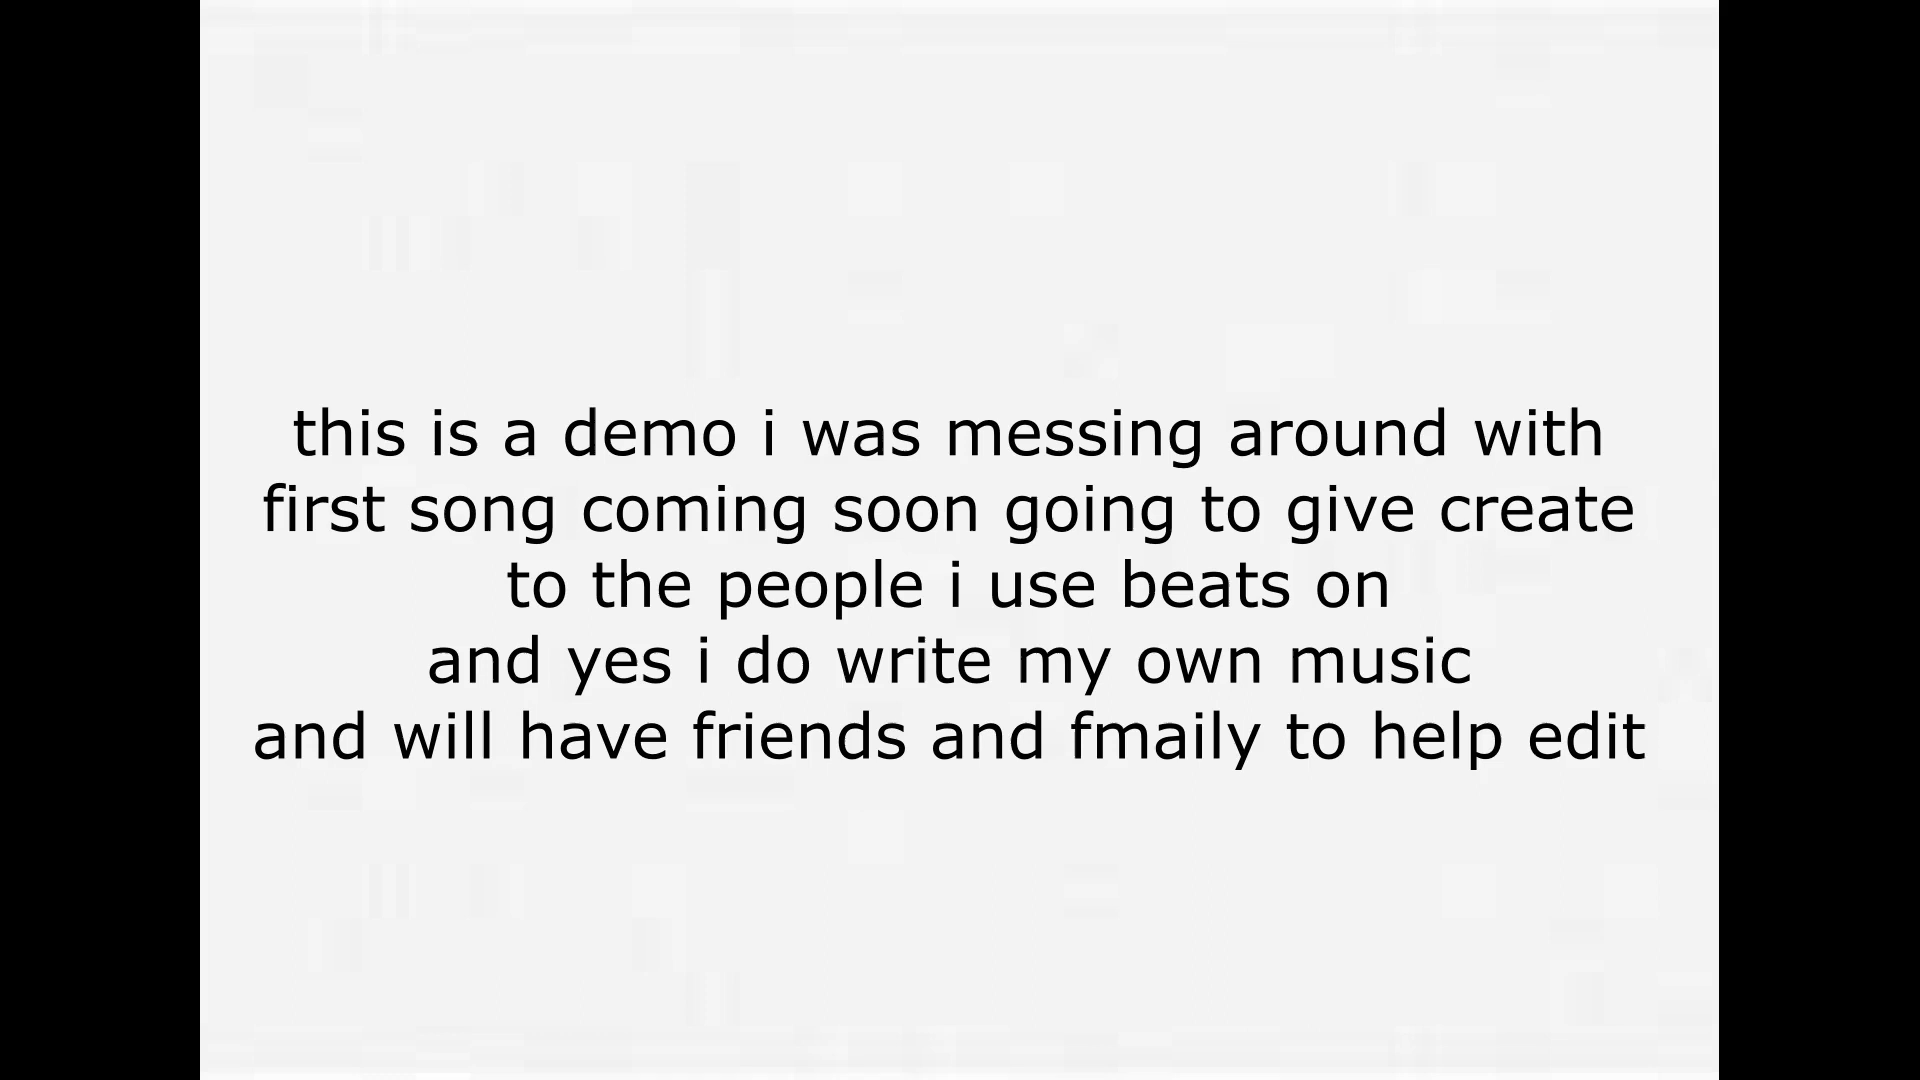 this is a demo i was messing around with
first song coming soon going to give create
to the people i use beats on
and yes i do write my own music
and will have friends and fmaily to help edit